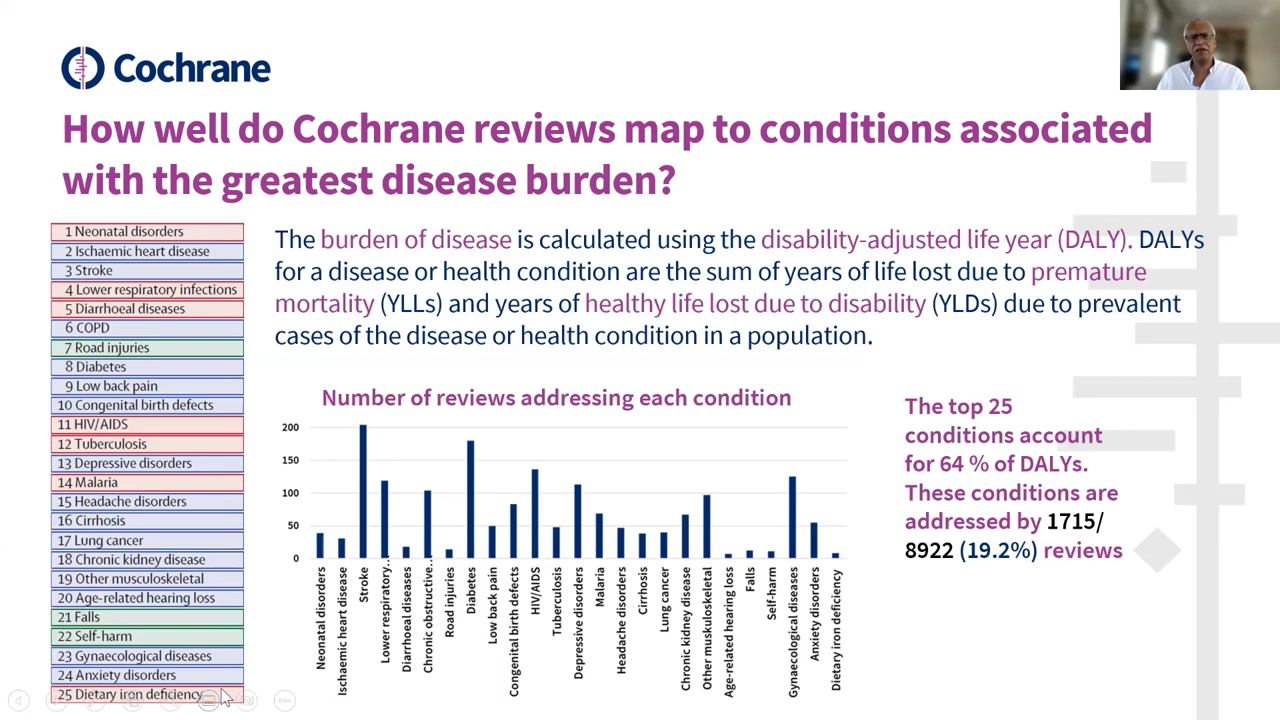 Cochrane
How well do Cochrane reviews map to conditions associated
with the greatest disease burden?
1 Neonatal disorders
2 Ischaemic heart disease
3 Stroke
4 Lower respiratory infections
5 Diarrhoeal diseases
6 COPD
7 Road injuries
8 Diabetes
9 Low back pain
10 Congenital birth defects
11 HIV/AIDS
12 Tuberculosis
13 Depressive disorders
14 Malaria
15 Headache disorders
16 Cirrhosis
17 Lung cancer
18 Chronic kidney disease
19 Other musculoskeletal
20 Age-related hearing loss
21 Falls
22 Self-harm
23 Gynaecological diseases
24 Anxiety disorders
25 Dietary iron deficiency
The burden of disease is calculated using the disability-adjusted life year (DALY). DALYs
for a disease or health condition are the sum of years of life lost due to premature
mortality (YLLs) and years of healthy life lost due to disability (YLDs) due to prevalent
cases of the disease or health condition in a population.
Number of reviews addressing each condition
200
150
100
50
0
Neonatal disorders
Ischaemic heart disease
Stroke
Lower respiratory...
Diarrhoeal diseases
Chronic obstructive...
Road injuries
Diabetes
Low back pain
Congenital birth defects
HIV/AIDS
Tuberculosis
Depressive disorders
Malaria
Headache disorders
Cirrhosis
Lung cancer
Chronic kidney disease
Other muskuloskeletal
Age-related hearing loss
Falls
Self-harm
Gynaecological diseases
Anxiety disorders
Dietary iron deficiency
The top 25
conditions account
for 64 % of DALYs.
These conditions are
addressed by 1715/
8922 (19.2%) reviews